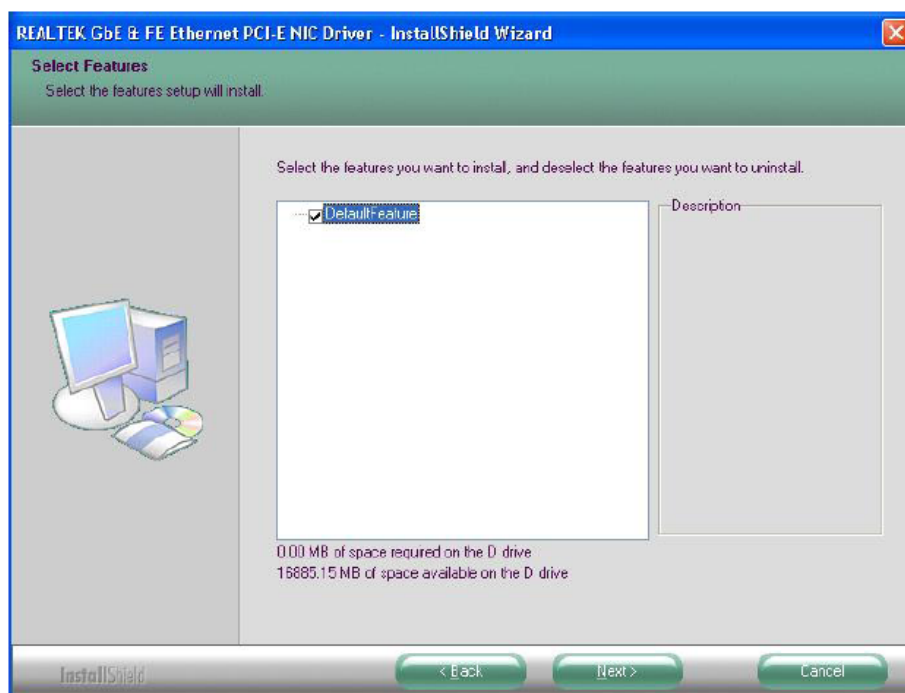 REALTEK GbE & FE Ethernet PCI-E NIC Driver - InstallShield Wizard
Select Features
Select the features setup will install.
Select the features you want to install, and deselect the features you want to uninstall.
DefaultFeature
Description
0.00 MB of space required on the D drive
16885.15 MB of space available on the D drive
InstallShield
< Back
Next >
Cancel